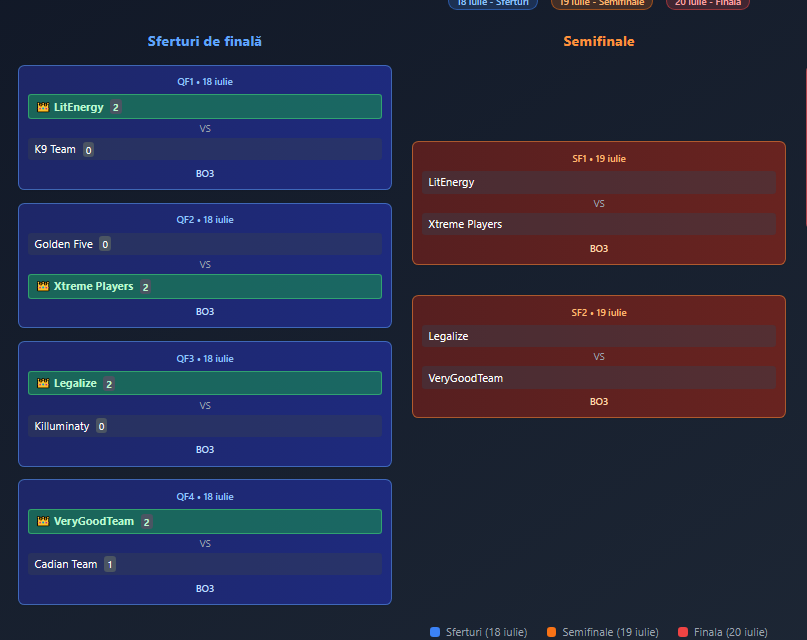 18 iulie - Sferturi
19 iulie - Semifinale
20 iulie - Finala
Sferturi de finală
QF1 • 18 iulie
LitEnergy 2
VS
K9 Team 0
BO3
QF2 • 18 iulie
Golden Five 0
VS
Xtreme Players 2
BO3
QF3 • 18 iulie
Legalize 2
VS
Killuminaty 0
BO3
QF4 • 18 iulie
VeryGoodTeam 2
VS
Cadian Team 1
BO3
Semifinale
SF1 • 19 iulie
LitEnergy
VS
Xtreme Players
BO3
SF2 • 19 iulie
Legalize
VS
VeryGoodTeam
BO3
Sferturi (18 iulie)
Semifinale (19 iulie)
Finala (20 iulie)